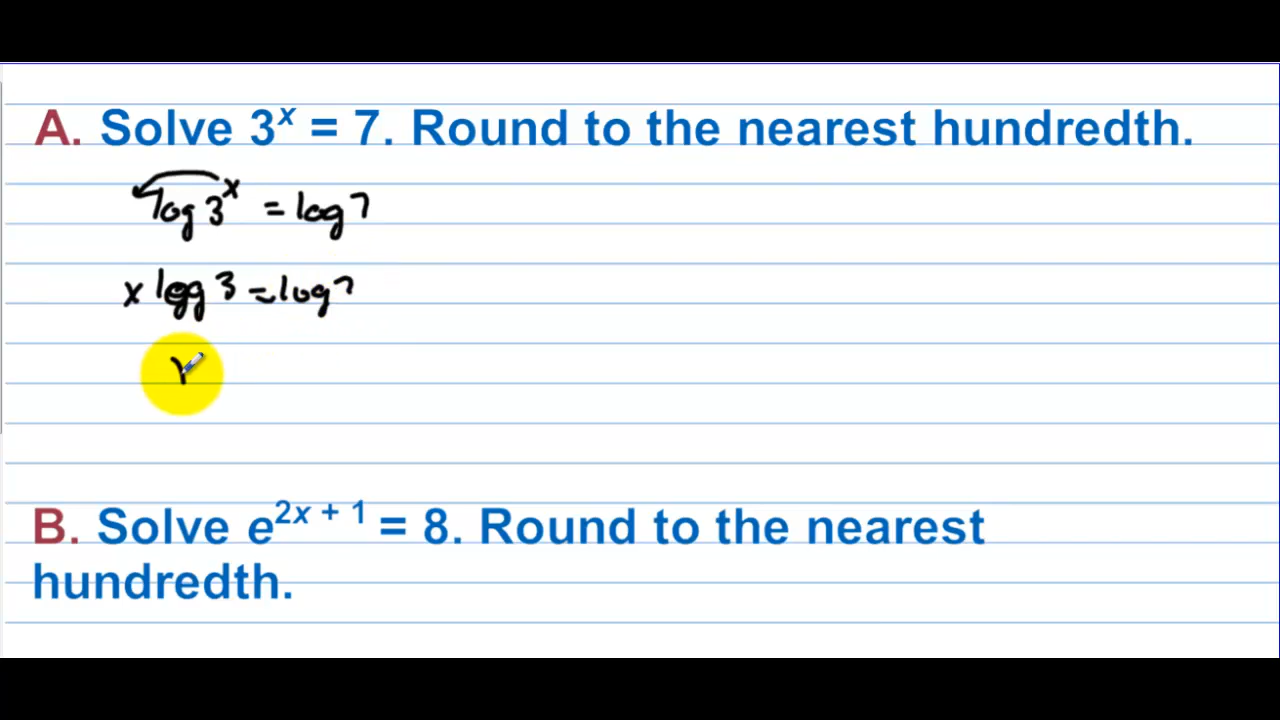 A. Solve 3ˣ = 7. Round to the nearest hundredth.
log 3ˣ = log 7
x log 3 = log 7
B. Solve e²ˣ ⁺ ¹ = 8. Round to the nearest
hundredth.